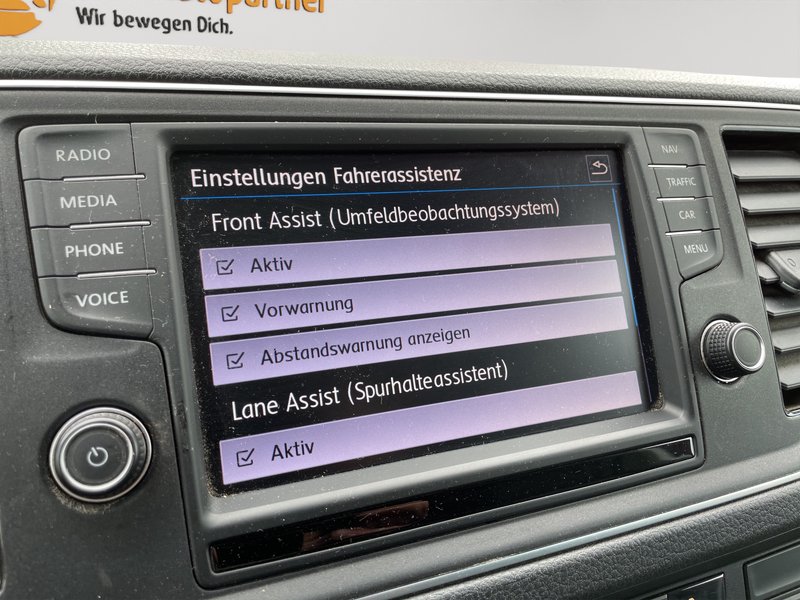 Wir bewegen Dich.
RADIO
MEDIA
PHONE
VOICE
Einstellungen Fahrerassistenz
Front Assist (Umfeldbeobachtungssystem)
Aktiv
Vorwarnung
Abstandswarnung anzeigen
Lane Assist (Spurhalteassistent)
Aktiv
NAV
TRAFFIC
CAR
MENU